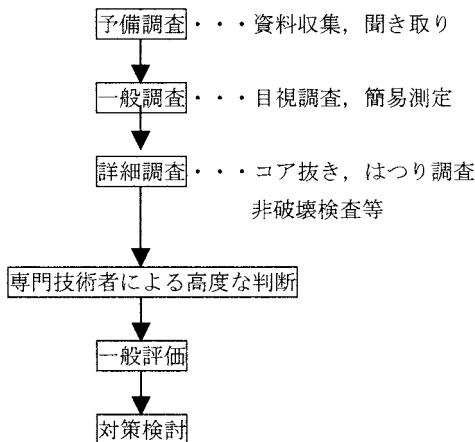 予備調査・・・資料収集，聞き取り
一般調査・・・目視調査，簡易測定
詳細調査・・・コア抜き，はつり調査
非破壊検査等
専門技術者による高度な判断
一般評価
対策検討